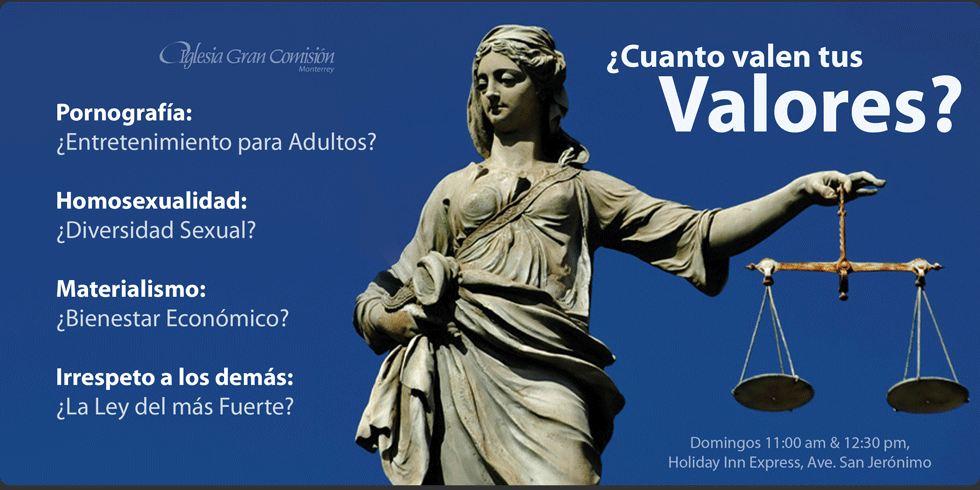 Iglesia Gran Comisión
Monterrey
¿Cuanto valen tus
Valores?
Pornografía:
¿Entretenimiento para Adultos?
Homosexualidad:
¿Diversidad Sexual?
Materialismo:
¿Bienestar Económico?
Irrespeto a los demás:
¿La Ley del más Fuerte?
Domingos 11:00 am & 12:30 pm,
Holiday Inn Express, Ave. San Jerónimo